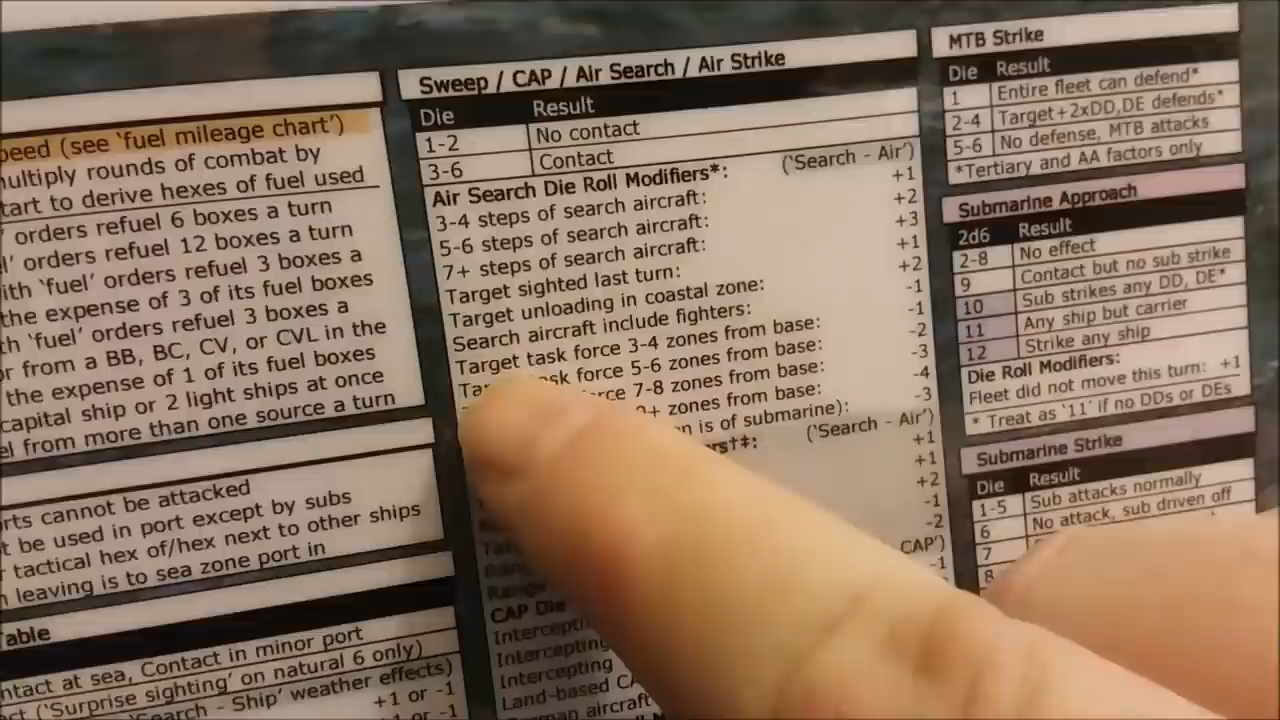 peed (see ‘fuel mileage chart’)
multiply rounds of combat by
tart to derive hexes of fuel used
orders refuel 6 boxes a turn
orders refuel 12 boxes a turn
ith ‘fuel’ orders refuel 3 boxes a
the expense of 3 of its fuel boxes
th ‘fuel’ orders refuel 3 boxes a
or from a BB, BC, CV, or CVL in the
the expense of 1 of its fuel boxes
capital ship or 2 light ships at once
el from more than one source a turn
rts cannot be attacked
t be used in port except by subs
tactical hex of/hex next to other ships
leaving is to sea zone port in
Table
ntact at sea, Contact in minor port
ct (‘Surprise sighting’ on natural 6 only)
‘Search - Ship’ weather effects)
+1 or -1
+1 or -1
Sweep / CAP / Air Search / Air Strike
Die Result
1-2 No contact
3-6 Contact
Air Search Die Roll Modifiers*: (‘Search - Air’)
3-4 steps of search aircraft: +1
5-6 steps of search aircraft: +2
7+ steps of search aircraft: +3
Target sighted last turn: +1
Target unloading in coastal zone: +2
Search aircraft include fighters: -1
Target task force 3-4 zones from base: -1
task force 5-6 zones from base: -2
force 7-8 zones from base: -3
zones from base: -4
is of submarine): -3
(‘Search - Air’)
+1
+1
+2
-1
-2
CAP’)
-1
Range
CAP Die
Intercepting
Intercepting
Intercepting
Land-based
aircraft
MTB Strike
Die Result
1 Entire fleet can defend*
2-4 Target+2xDD,DE defends*
5-6 No defense, MTB attacks
*Tertiary and AA factors only
Submarine Approach
2d6 Result
2-8 No effect
9 Contact but no sub strike
10 Sub strikes any DD, DE*
11 Any ship but carrier
12 Strike any ship
Die Roll Modifiers:
Fleet did not move this turn: +1
* Treat as ‘11’ if no DDs or DEs
Submarine Strike
Die Result
1-5 Sub attacks normally
6 No attack, sub driven off
7
8